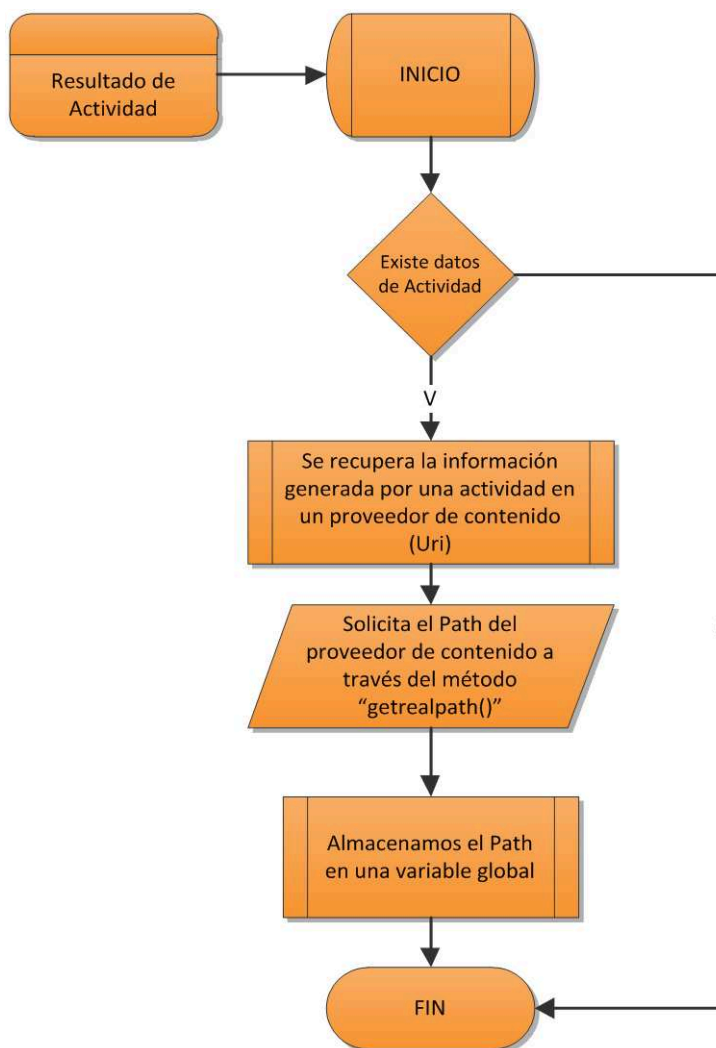 Resultado de
Actividad
INICIO
Existe datos
de Actividad
V
Se recupera la información
generada por una actividad en
un proveedor de contenido
(Uri)
Solicita el Path del
proveedor de contenido a
través del método
“getrealpath()”
Almacenamos el Path
en una variable global
FIN